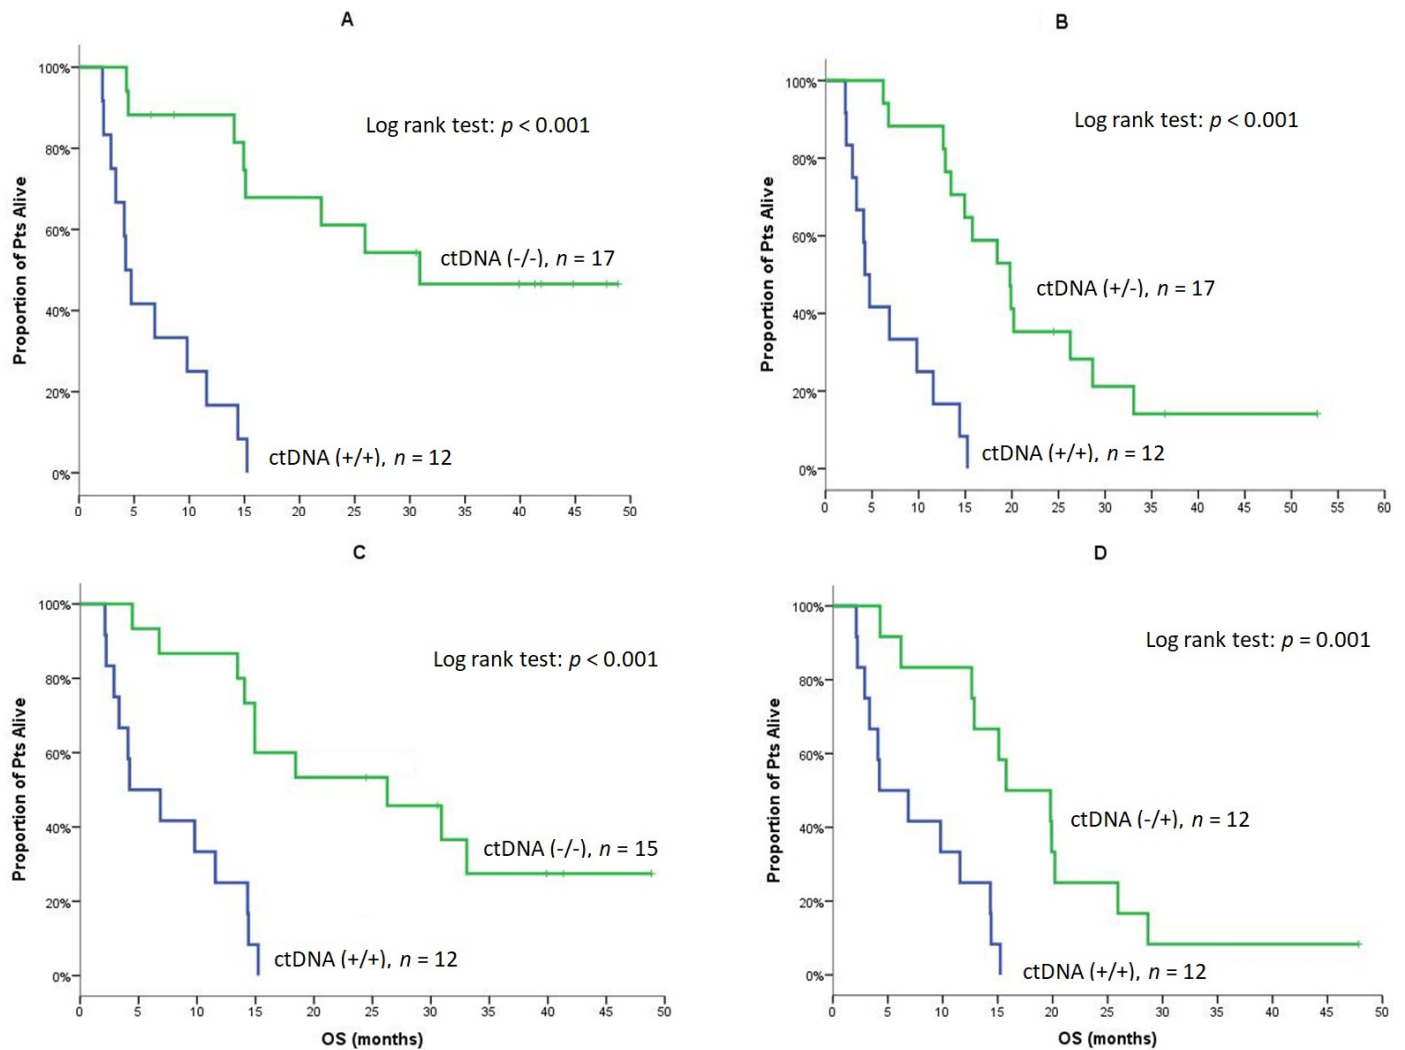 A
Proportion of Pts Alive
100%
80%
60%
40%
20%
0%
Log rank test: p < 0.001
ctDNA (-/-), n = 17
ctDNA (+/+), n = 12
0 5 10 15 20 25 30 35 40 45 50
B
Proportion of Pts Alive
100%
80%
60%
40%
20%
0%
Log rank test: p < 0.001
ctDNA (+/-), n = 17
ctDNA (+/+), n = 12
0 5 10 15 20 25 30 35 40 45 50 55 60
C
Proportion of Pts Alive
100%
80%
60%
40%
20%
0%
Log rank test: p < 0.001
ctDNA (-/-), n = 15
ctDNA (+/+), n = 12
0 5 10 15 20 25 30 35 40 45 50
OS (months)
D
Proportion of Pts Alive
100%
80%
60%
40%
20%
0%
Log rank test: p = 0.001
ctDNA (-/+), n = 12
ctDNA (+/+), n = 12
0 5 10 15 20 25 30 35 40 45 50
OS (months)